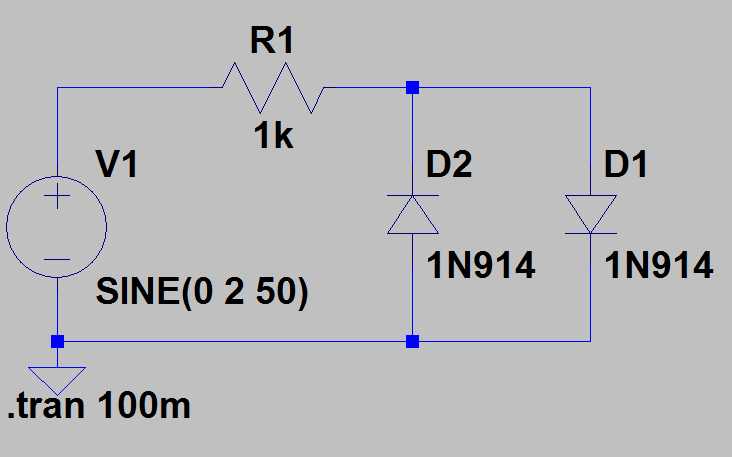 R1
1k
V1
D2
D1
1N914
1N914
SINE(0 2 50)
.tran 100m